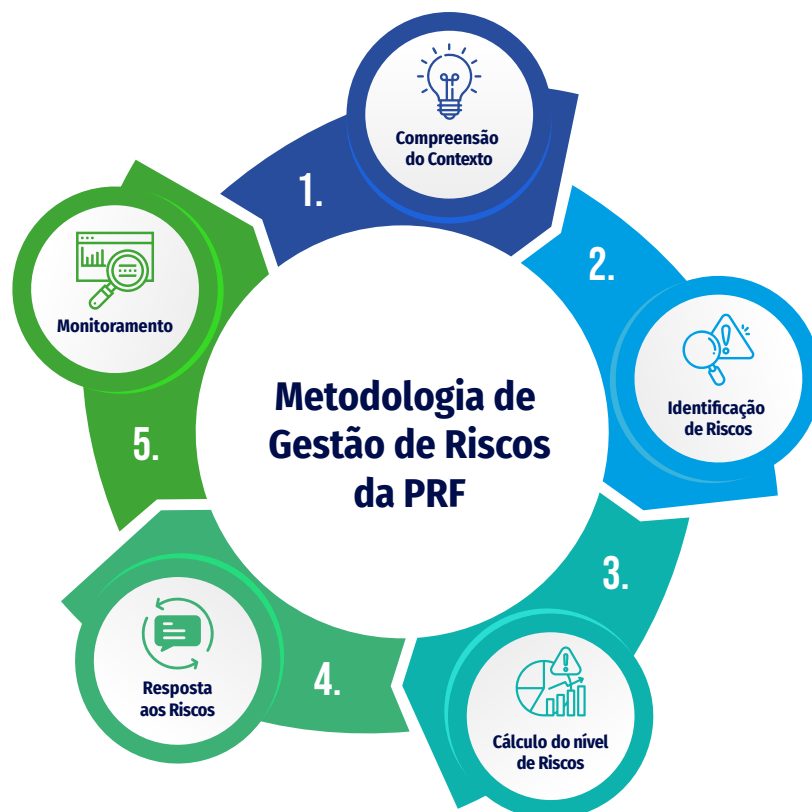 Metodologia de
Gestão de Riscos
da PRF
1.
Compreensão
do Contexto
2.
Identificação
de Riscos
3.
Cálculo do nível
de Riscos
4.
Resposta
aos Riscos
5.
Monitoramento